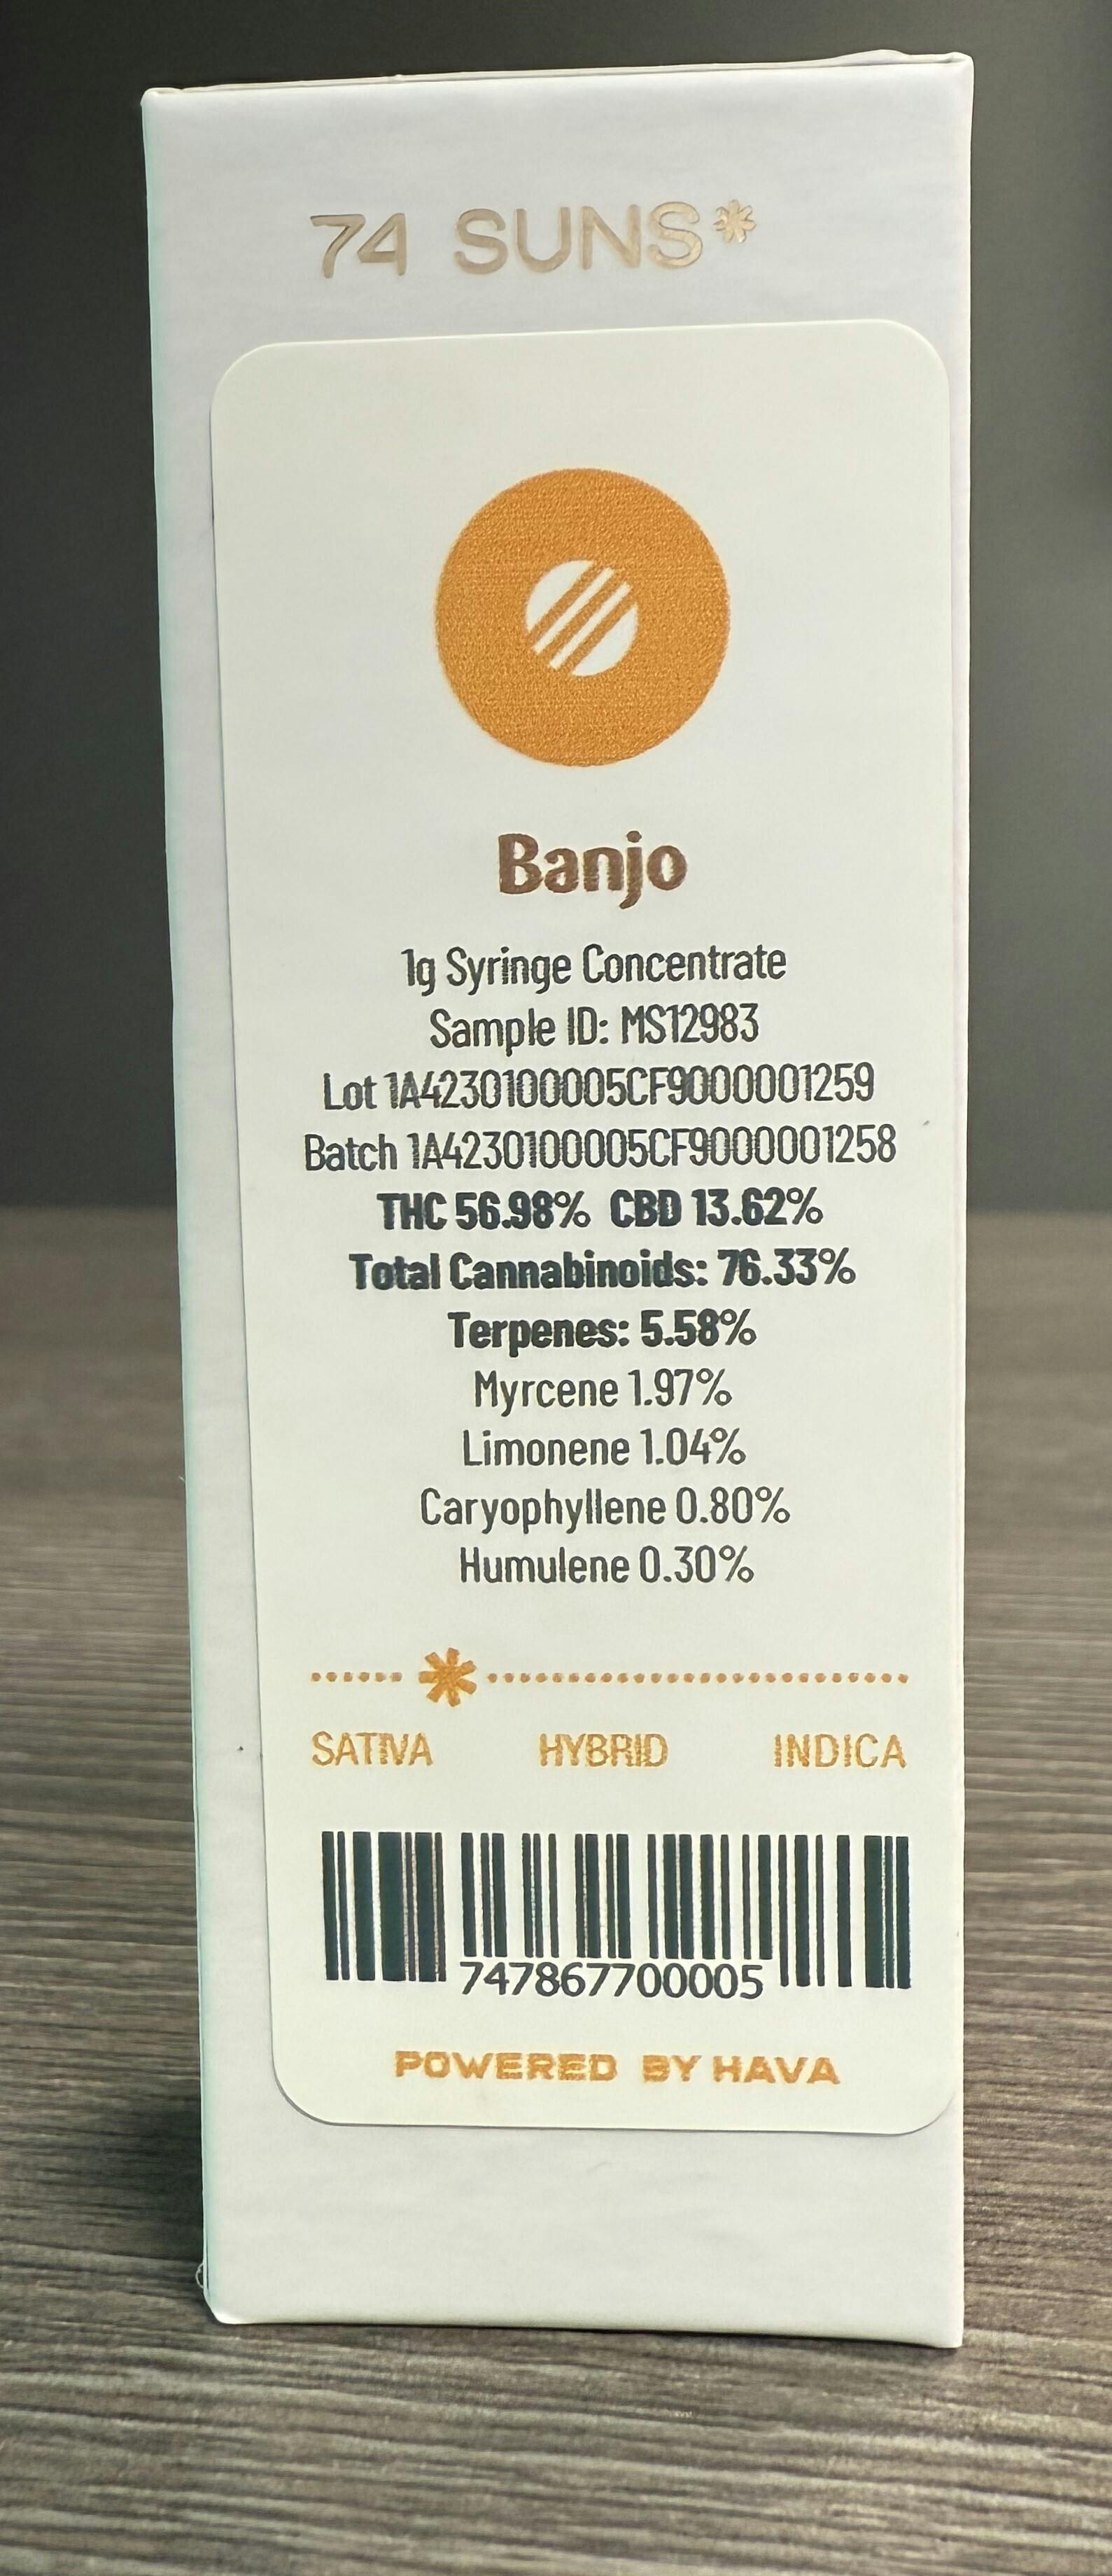 74 SUNS*
Banjo
1g Syringe Concentrate
Sample ID: MS12983
Lot 1A4230100005CF9000001259
Batch 1A4230100005CF9000001258
THC 56.98% CBD 13.62%
Total Cannabinoids: 76.33%
Terpenes: 5.58%
Myrcene 1.97%
Limonene 1.04%
Caryophyllene 0.80%
Humulene 0.30%
SATIVA HYBRID INDICA
747867700005
POWERED BY HAVA